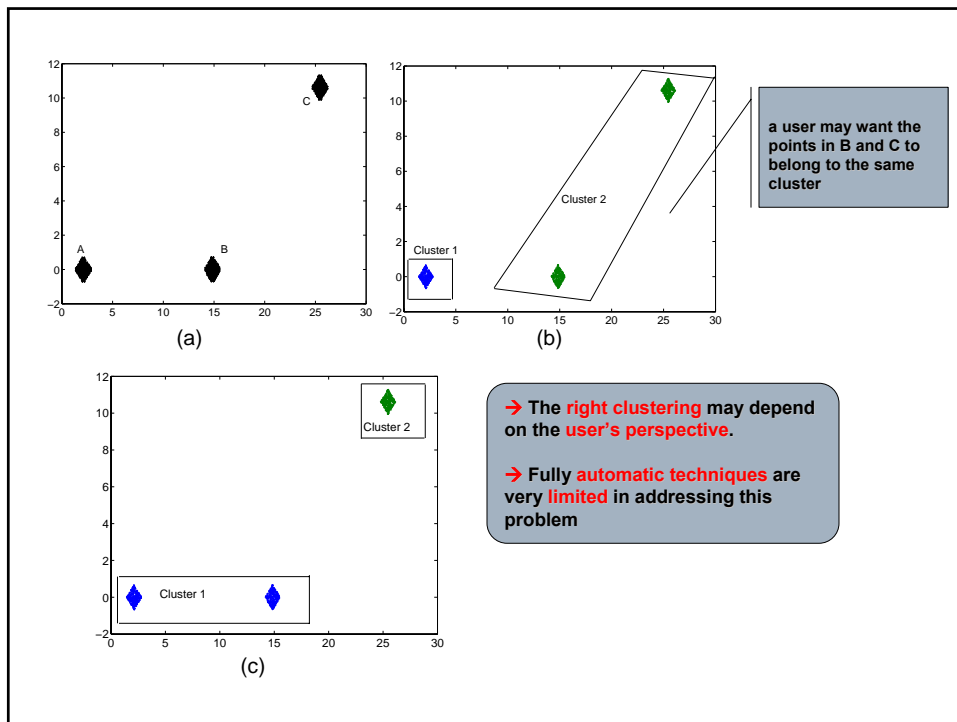 12
10
8
6
4
2
0
−2
0 5 10 15 20 25 30
A
B
C
(a)
12
10
8
6
4
2
0
−2
0 5 10 15 20 25 30
Cluster 1
Cluster 2
(b)
a user may want the
points in B and C to
belong to the same
cluster
12
10
8
6
4
2
0
−2
0 5 10 15 20 25 30
Cluster 2
Cluster 1
(c)
→ The right clustering may depend
on the user's perspective.
→ Fully automatic techniques are
very limited in addressing this
problem